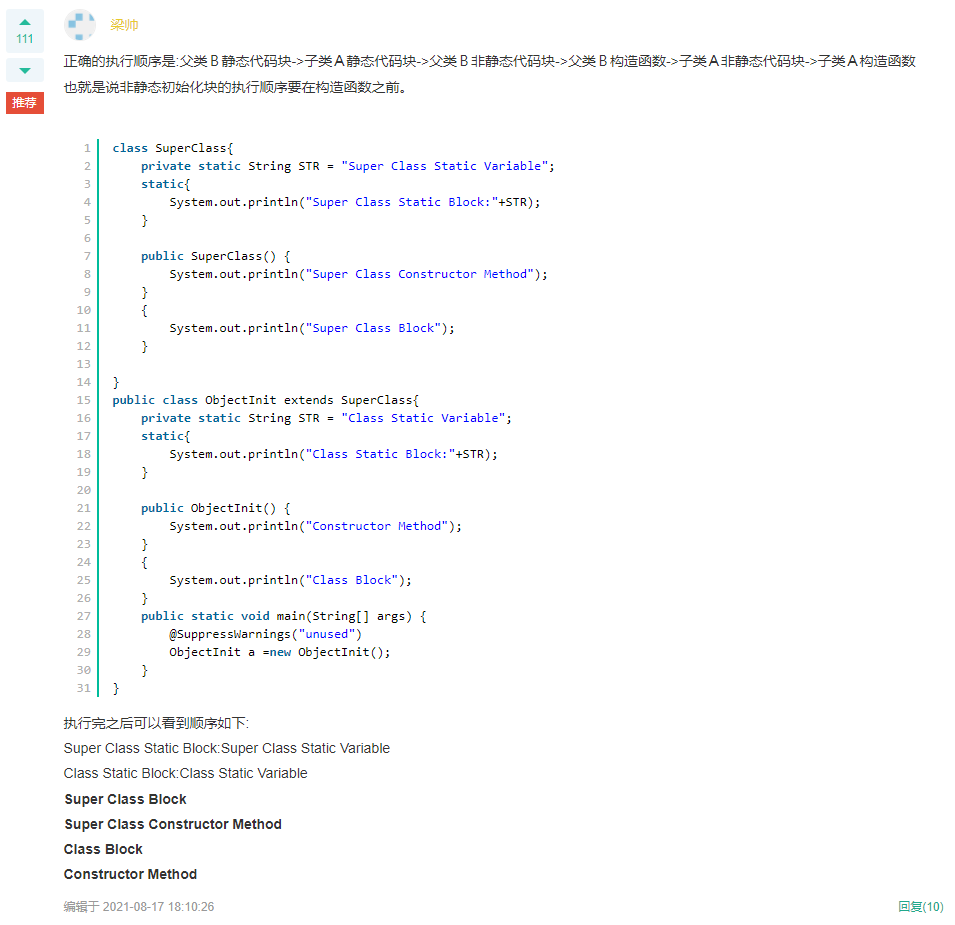 111
梁帅
正确的执行顺序是:父类Ｂ静态代码块->子类Ａ静态代码块->父类Ｂ非静态代码块->父类Ｂ构造函数->子类Ａ非静态代码块->子类Ａ构造函数
也就是说非静态初始化块的执行顺序要在构造函数之前。
推荐
1 class SuperClass{
2     private static String STR = "Super Class Static Variable";
3     static{
4         System.out.println("Super Class Static Block:"+STR);
5     }
6
7     public SuperClass() {
8         System.out.println("Super Class Constructor Method");
9     }
10     {
11         System.out.println("Super Class Block");
12     }
13
14 }
15 public class ObjectInit extends SuperClass{
16     private static String STR = "Class Static Variable";
17     static{
18         System.out.println("Class Static Block:"+STR);
19     }
20
21     public ObjectInit() {
22         System.out.println("Constructor Method");
23     }
24     {
25         System.out.println("Class Block");
26     }
27     public static void main(String[] args) {
28         @SuppressWarnings("unused")
29         ObjectInit a =new ObjectInit();
30     }
31 }
执行完之后可以看到顺序如下:
Super Class Static Block:Super Class Static Variable
Class Static Block:Class Static Variable
Super Class Block
Super Class Constructor Method
Class Block
Constructor Method
编辑于 2021-08-17 18:10:26
回复(10)